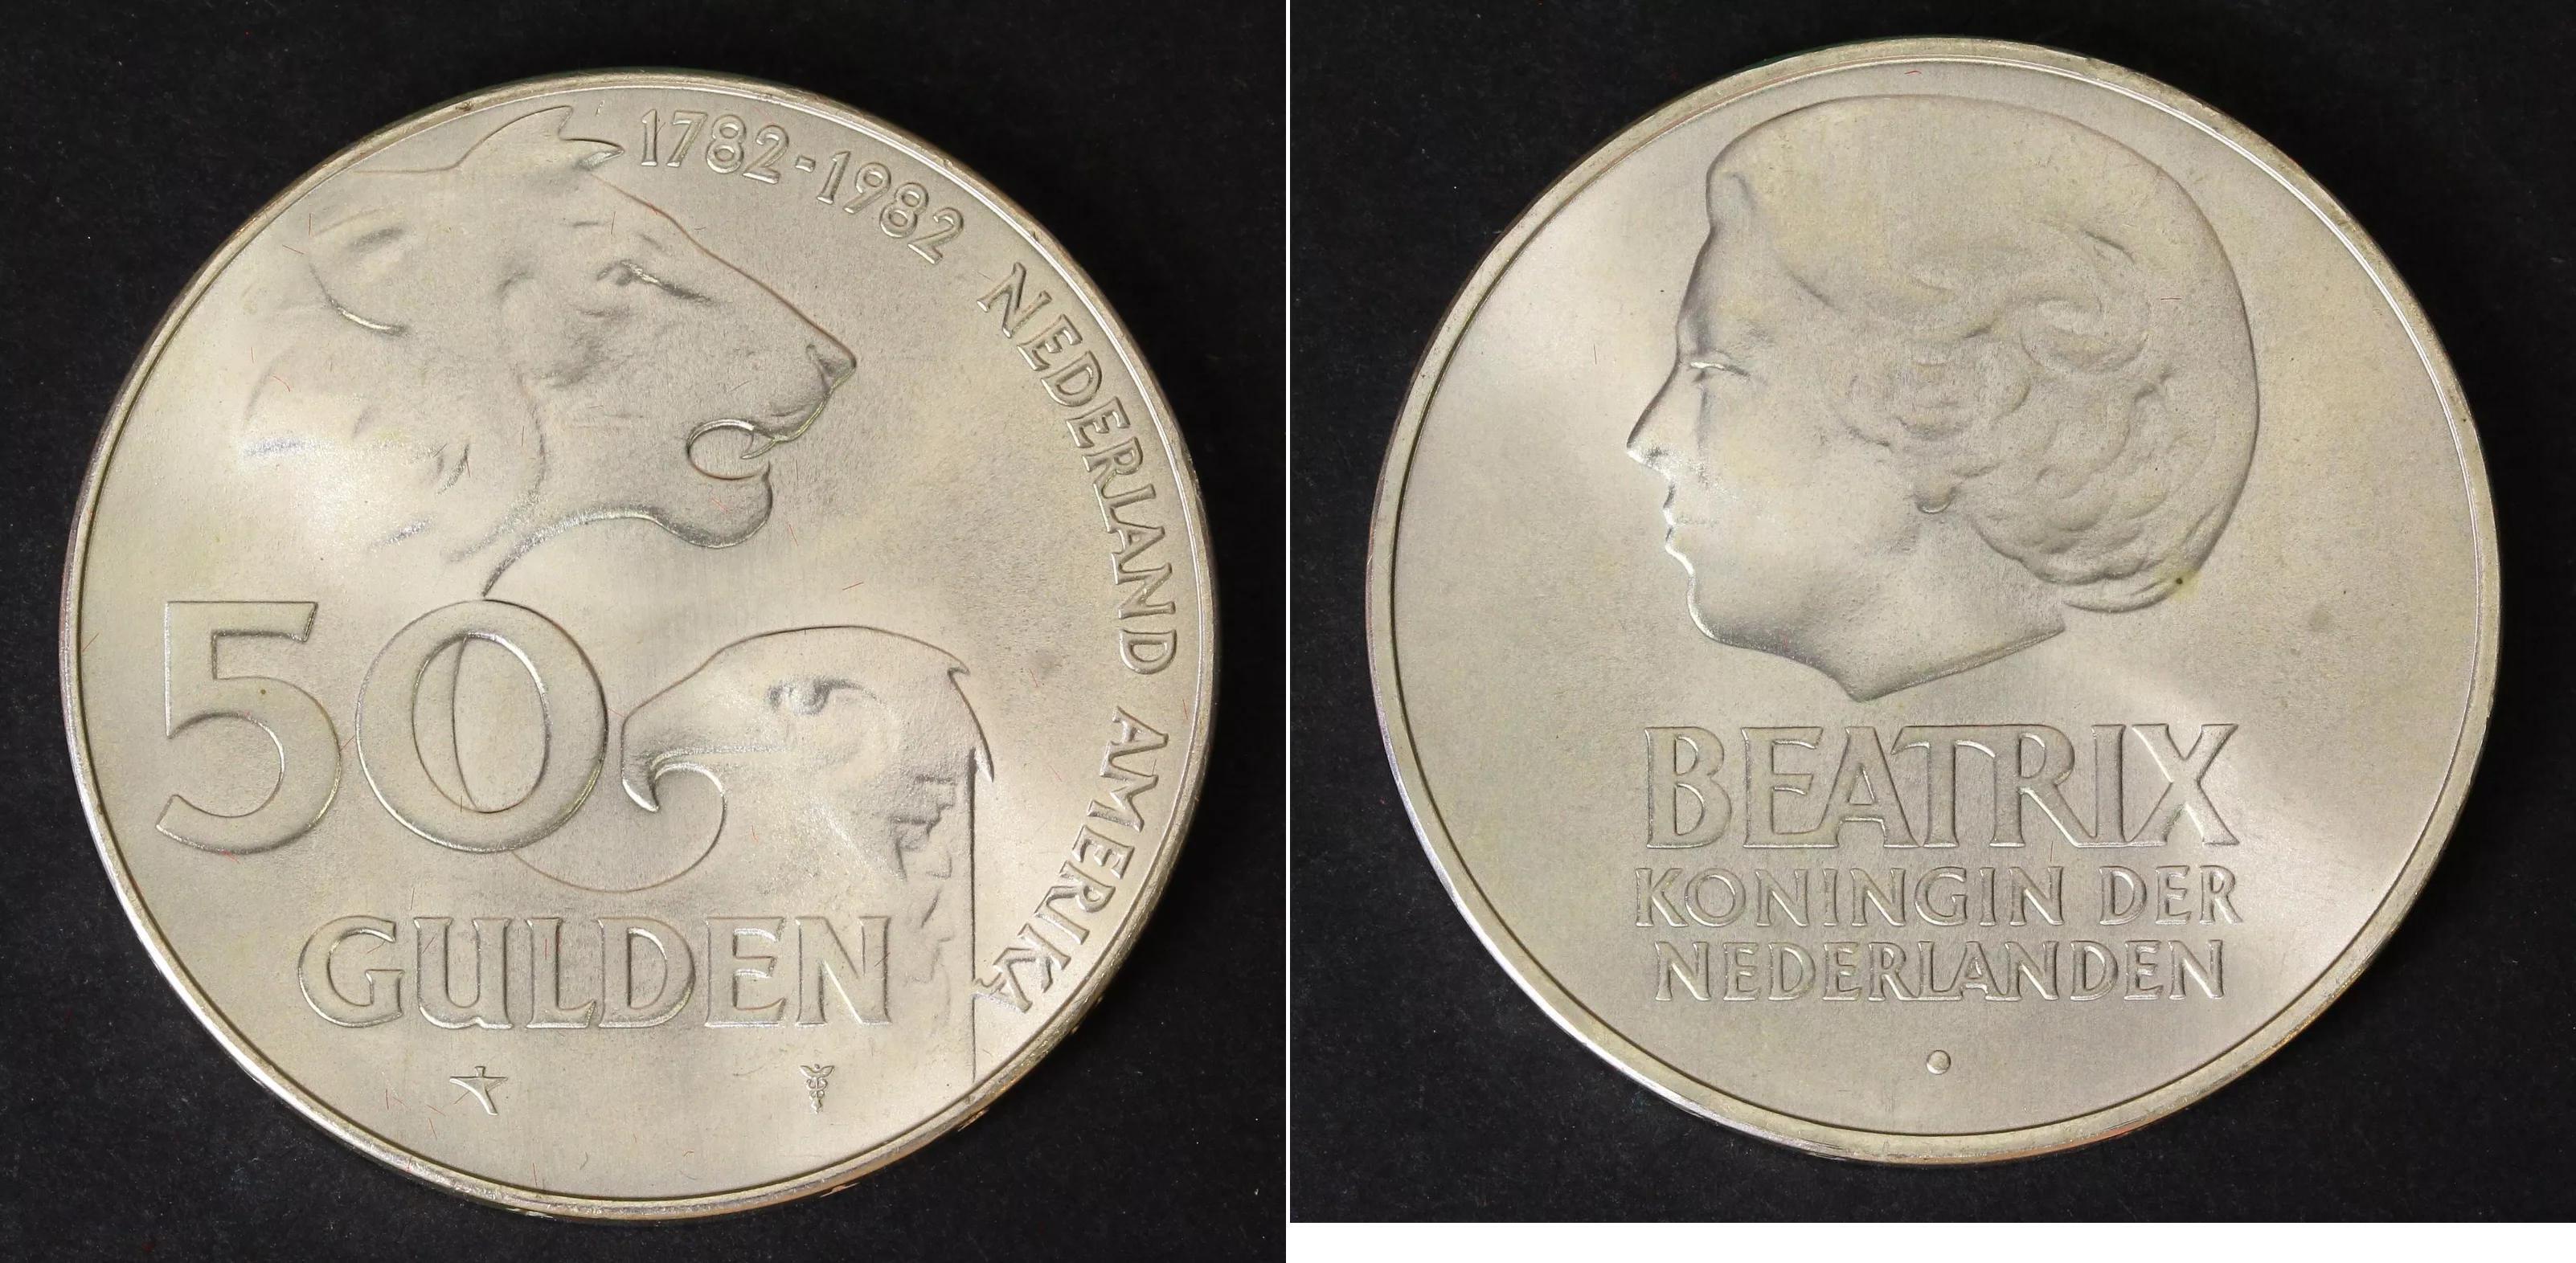 1782-1982 NEDERLAND AMERIKA
50
GULDEN
BEATRIX
KONINGIN DER
NEDERLANDEN